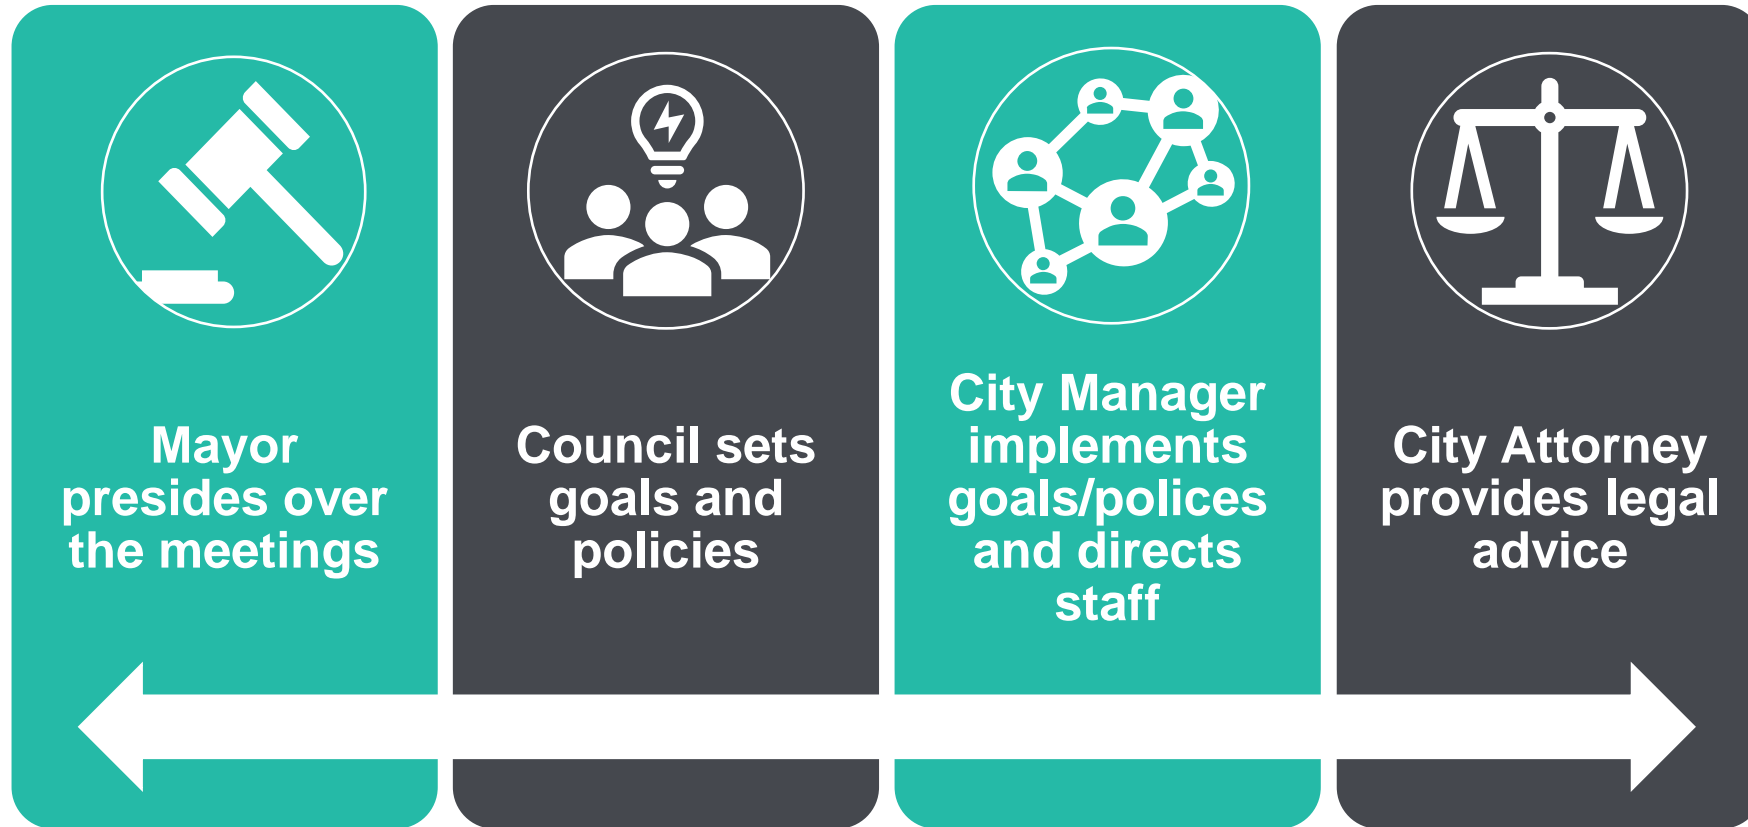 Mayor
presides over
the meetings
Council sets
goals and
policies
City Manager
implements
goals/polices
and directs
staff
City Attorney
provides legal
advice